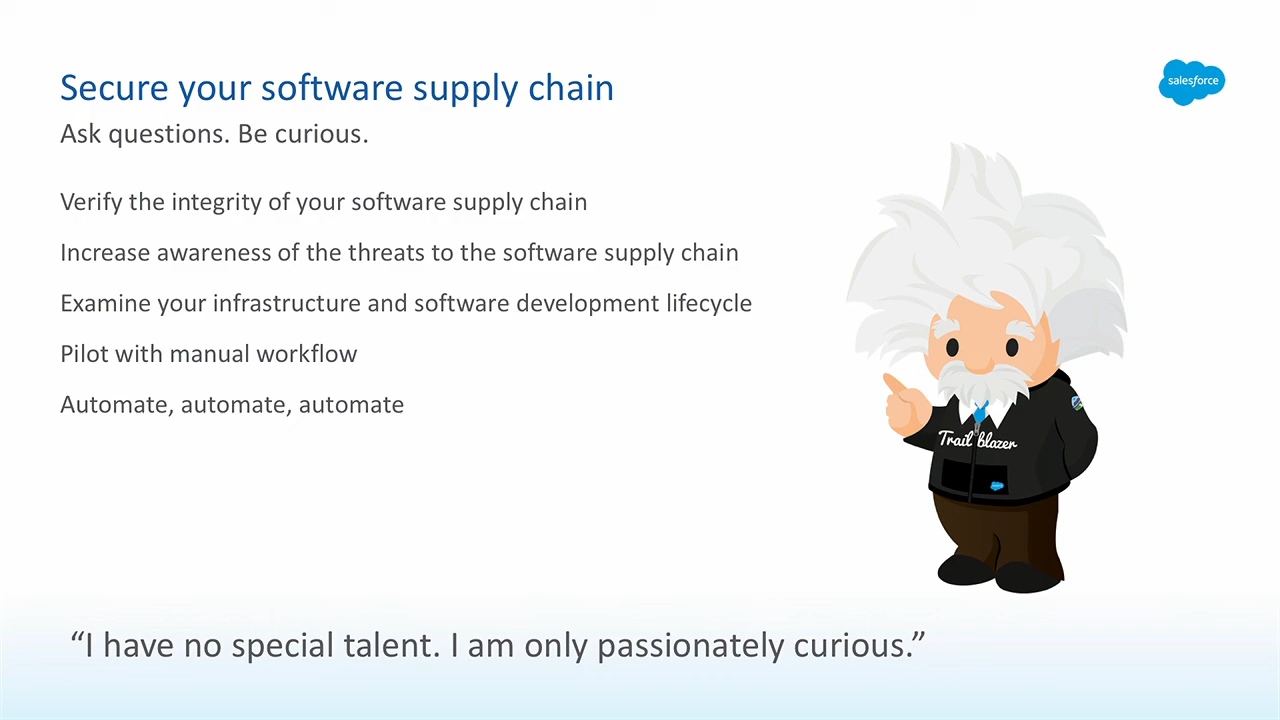 Secure your software supply chain
salesforce
Ask questions. Be curious.
Verify the integrity of your software supply chain
Increase awareness of the threats to the software supply chain
Examine your infrastructure and software development lifecycle
Pilot with manual workflow
Automate, automate, automate
Trail blazer
“I have no special talent. I am only passionately curious.”